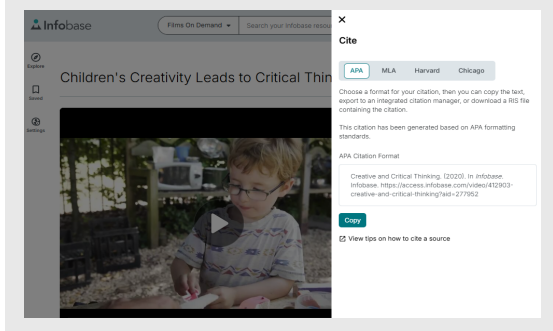 Infobase
Films On Demand
Search your Infobase resou
Explore
Saved
Settings
Children's Creativity Leads to Critical Thin
Cite
APA MLA Harvard Chicago
Choose a format for your citation, then you can copy the text,
export to an integrated citation manager, or download a RIS file
containing the citation.
This citation has been generated based on APA formatting
standards.
APA Citation Format
Creative and Critical Thinking. (2020). In Infobase.
Infobase. https://access.infobase.com/video/412903-
creative-and-critical-thinking?aid=277952
Copy
View tips on how to cite a source